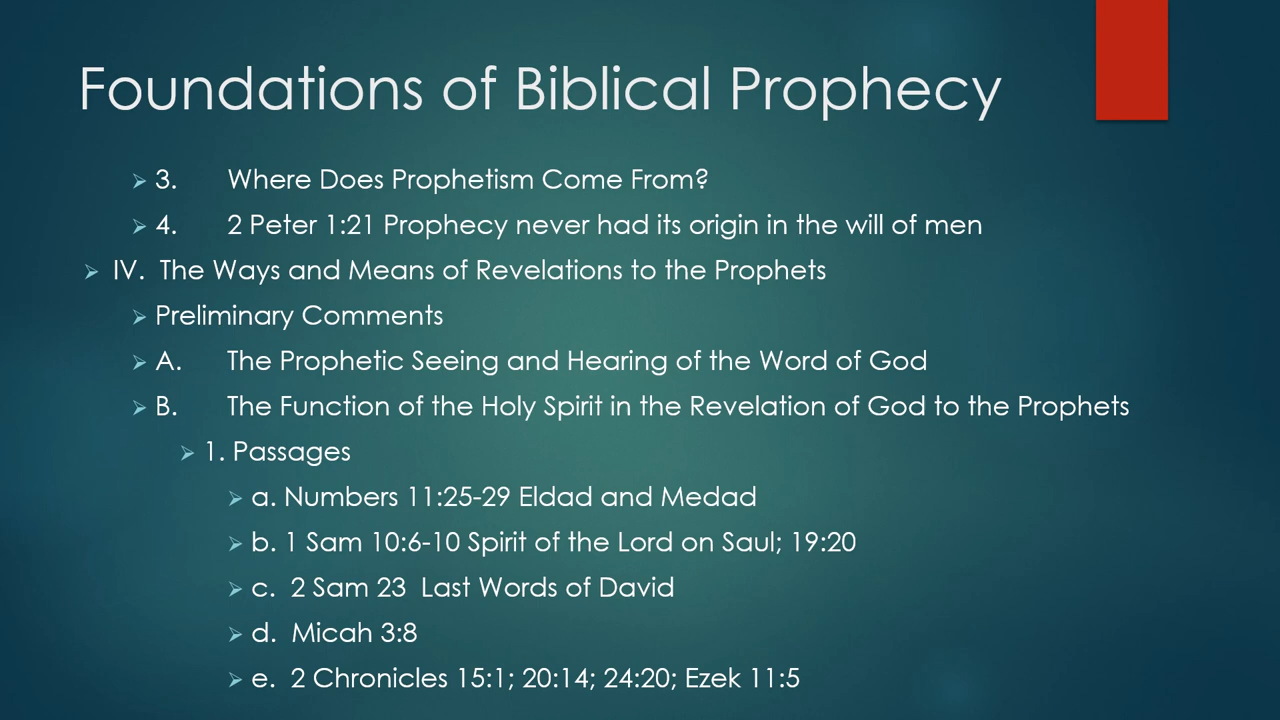 Foundations of Biblical Prophecy
3. Where Does Prophetism Come From?
4. 2 Peter 1:21 Prophecy never had its origin in the will of men
IV. The Ways and Means of Revelations to the Prophets
Preliminary Comments
A. The Prophetic Seeing and Hearing of the Word of God
B. The Function of the Holy Spirit in the Revelation of God to the Prophets
1. Passages
a. Numbers 11:25-29 Eldad and Medad
b. 1 Sam 10:6-10 Spirit of the Lord on Saul; 19:20
c. 2 Sam 23 Last Words of David
d. Micah 3:8
e. 2 Chronicles 15:1; 20:14; 24:20; Ezek 11:5